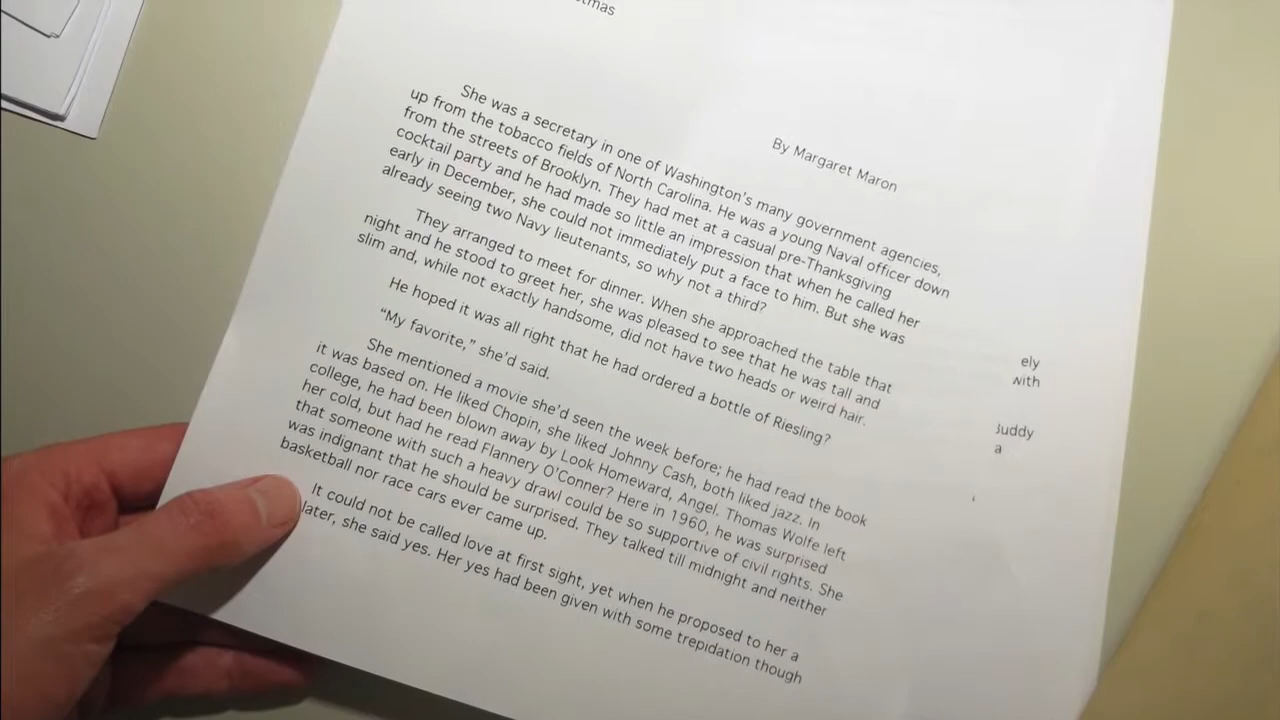 By Margaret Maron
She was a secretary in one of Washington's many government agencies,
up from the tobacco fields of North Carolina. He was a young Naval officer down
from the streets of Brooklyn. They had met at a casual pre-Thanksgiving
cocktail party and he had made so little an impression that when he called her
early in December, she could not immediately put a face to him. But she was
already seeing two Navy lieutenants, so why not a third?
They arranged to meet for dinner. When she approached the table that
night and he stood to greet her, she was pleased to see that he was tall and
slim and, while not exactly handsome, did not have two heads or weird hair.
He hoped it was all right that he had ordered a bottle of Riesling?
“My favorite,” she'd said.
She mentioned a movie she'd seen the week before; he had read the book
it was based on. He liked Chopin, she liked Johnny Cash, both liked jazz. In
college, he had been blown away by Look Homeward, Angel. Thomas Wolfe left
her cold, but had he read Flannery O'Conner? Here in 1960, he was surprised
that someone with such a heavy drawl could be so supportive of civil rights. She
was indignant that he should be surprised. They talked till midnight and neither
basketball nor race cars ever came up.
It could not be called love at first sight, yet when he proposed to her a
later, she said yes. Her yes had been given with some trepidation though
ely
with
a